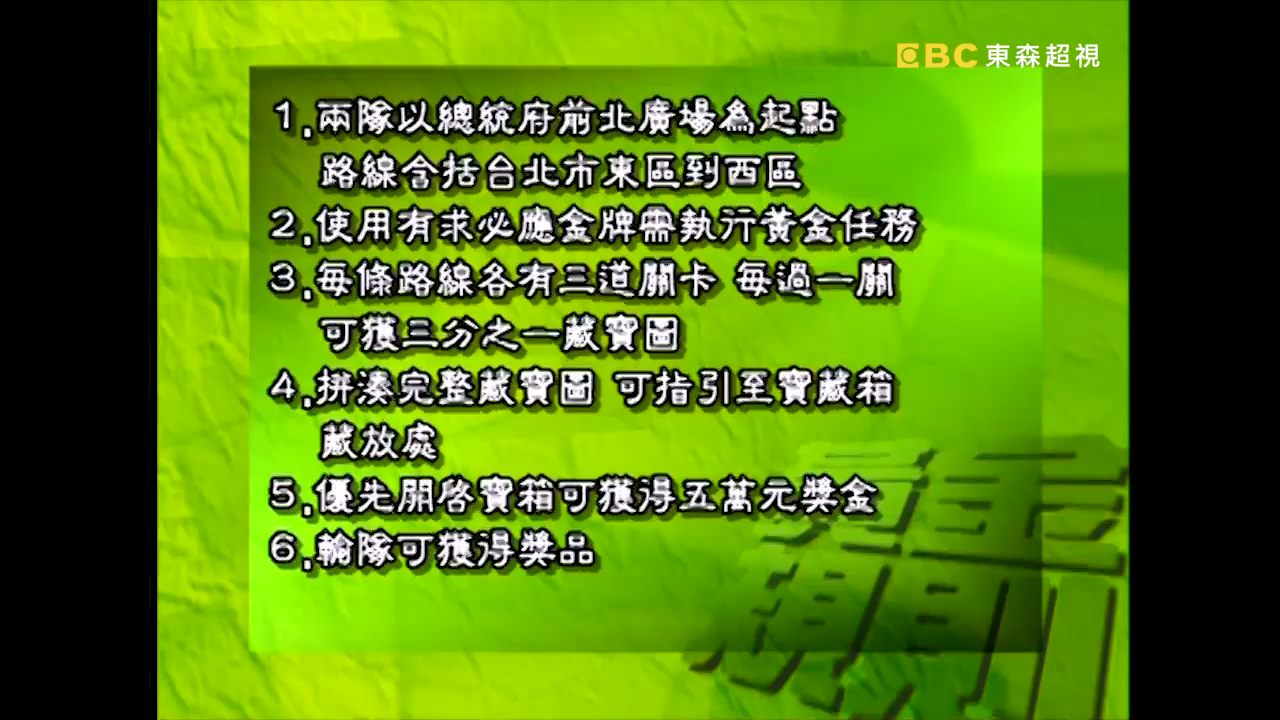 EBC 東森超視
1.兩隊以總統府前北廣場為起點
路線含括台北市東區到西區
2.使用有求必應金牌需執行黃金任務
3.每條路線各有三道關卡 每過一關
可獲三分之一藏寶圖
4.拼湊完整藏寶圖 可指引至寶藏箱
藏放處
5.優先開啓寶箱可獲得五萬元獎金
6.輸隊可獲得獎品